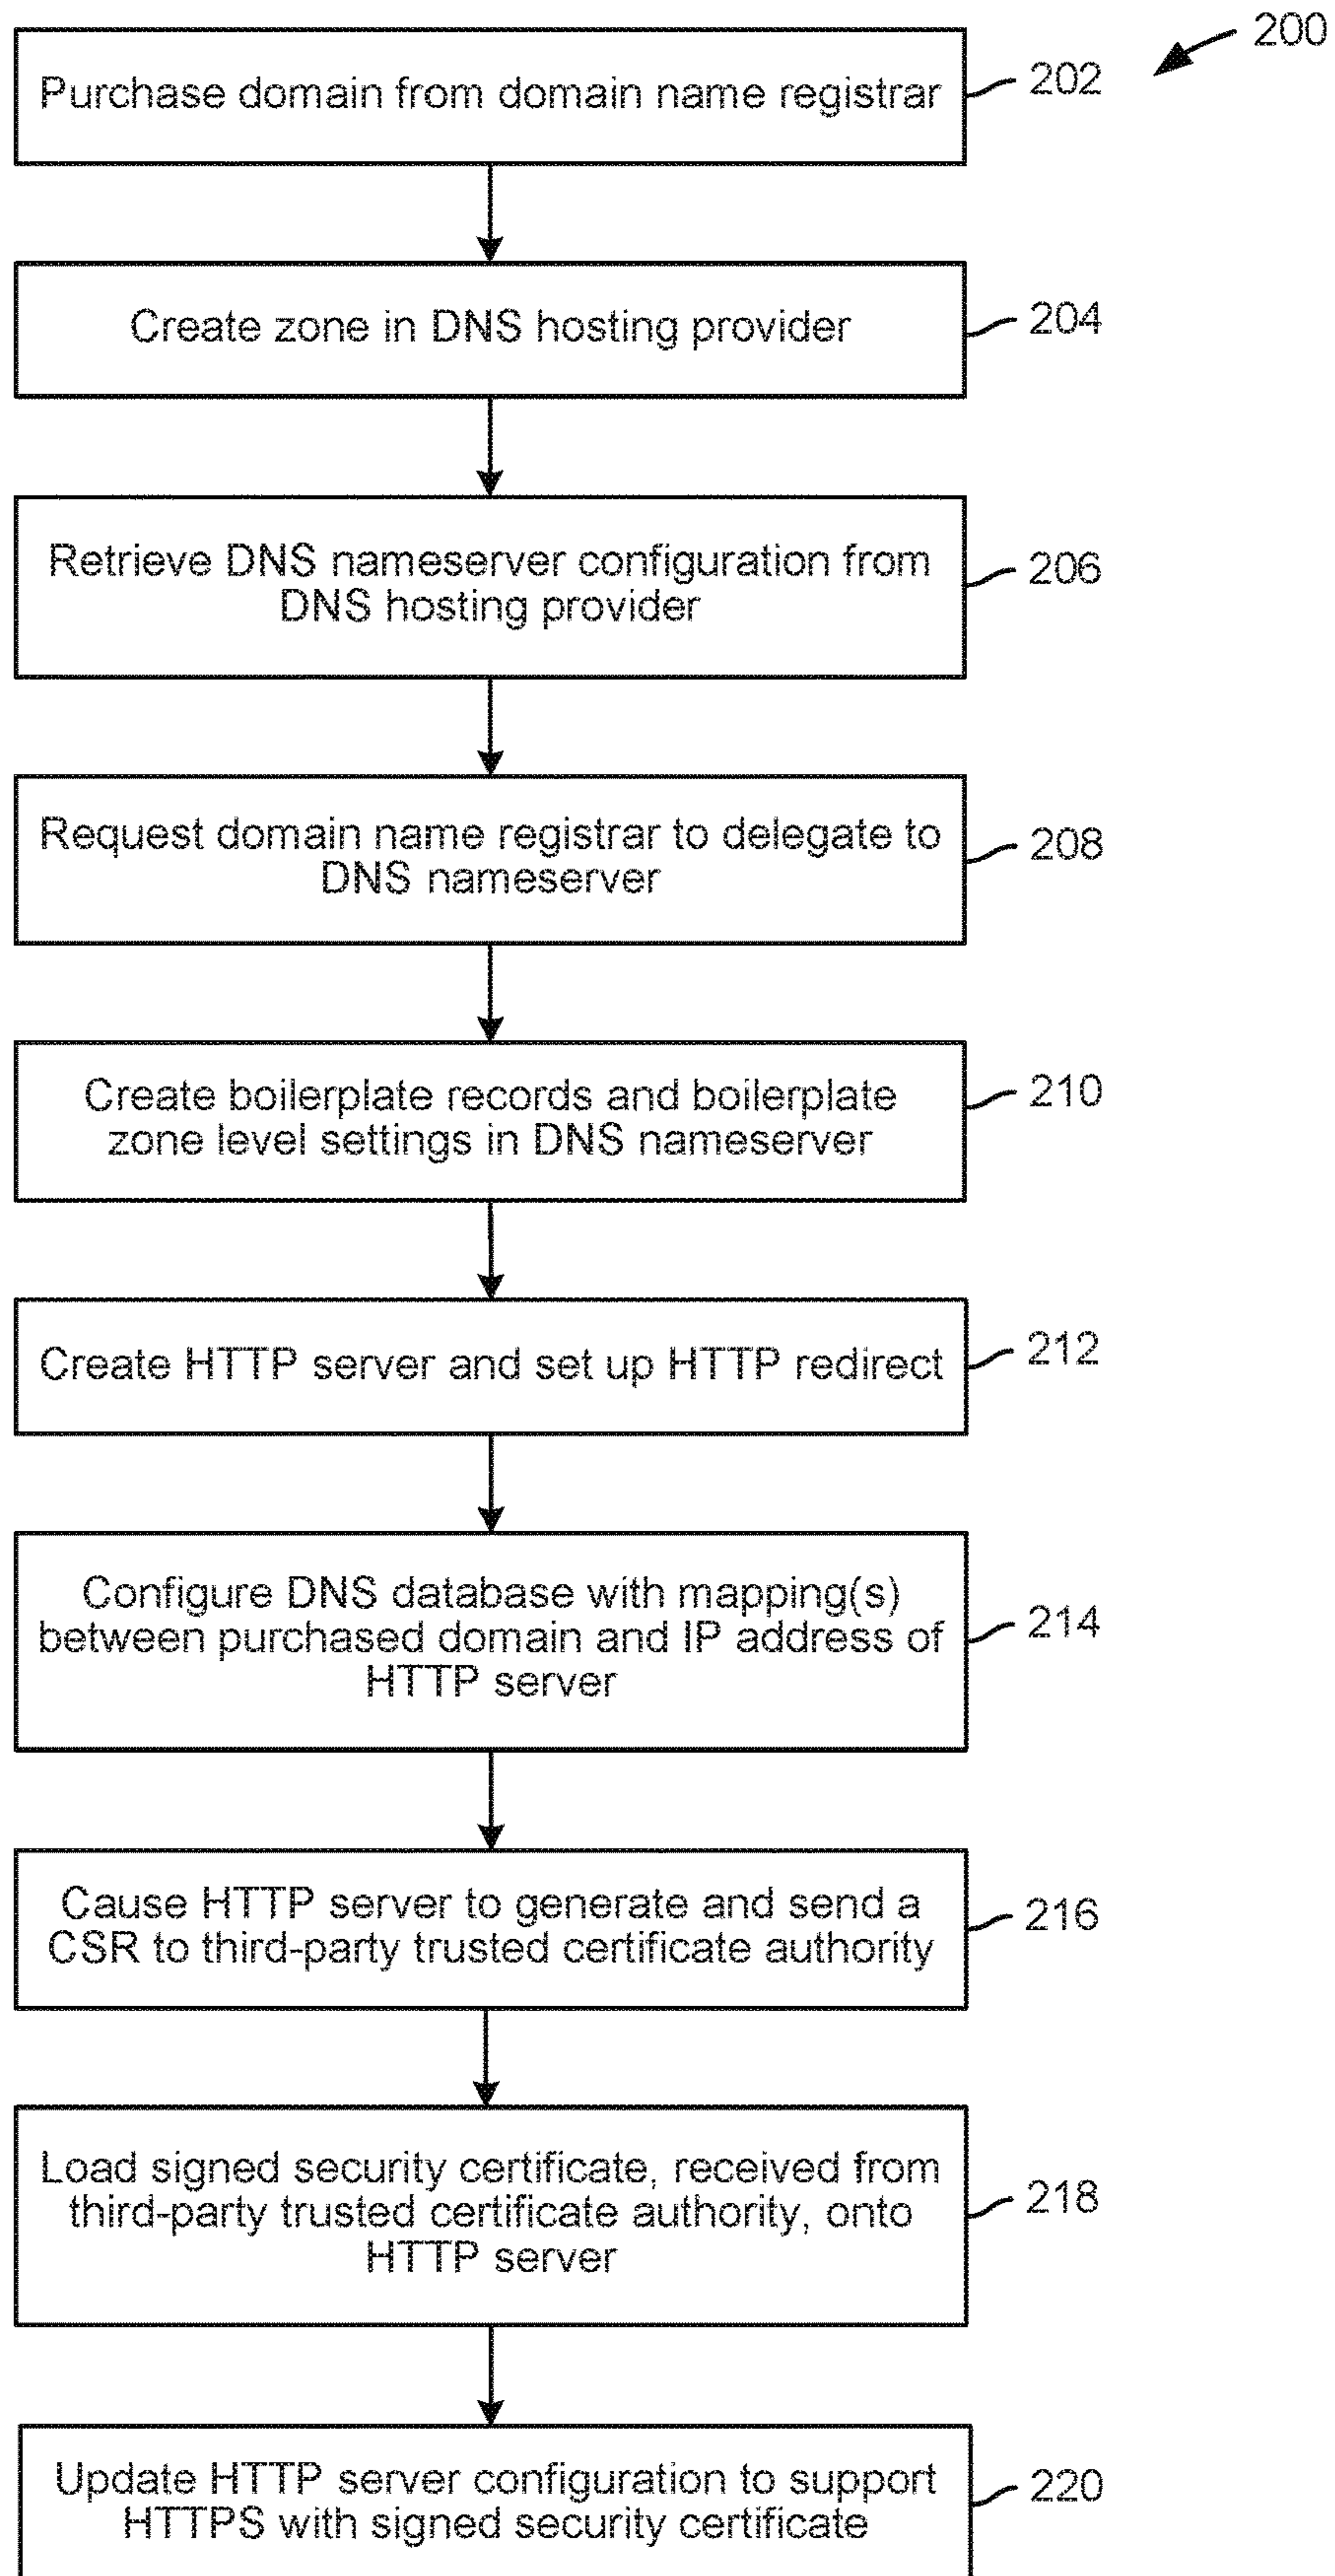 200
Purchase domain from domain name registrar
202
Create zone in DNS hosting provider
204
Retrieve DNS nameserver configuration from
DNS hosting provider
206
Request domain name registrar to delegate to
DNS nameserver
208
Create boilerplate records and boilerplate
zone level settings in DNS nameserver
210
Create HTTP server and set up HTTP redirect
212
Configure DNS database with mapping(s)
between purchased domain and IP address of
HTTP server
214
Cause HTTP server to generate and send a
CSR to third-party trusted certificate authority
216
Load signed security certificate, received from
third-party trusted certificate authority, onto
HTTP server
218
Update HTTP server configuration to support
HTTPS with signed security certificate
220